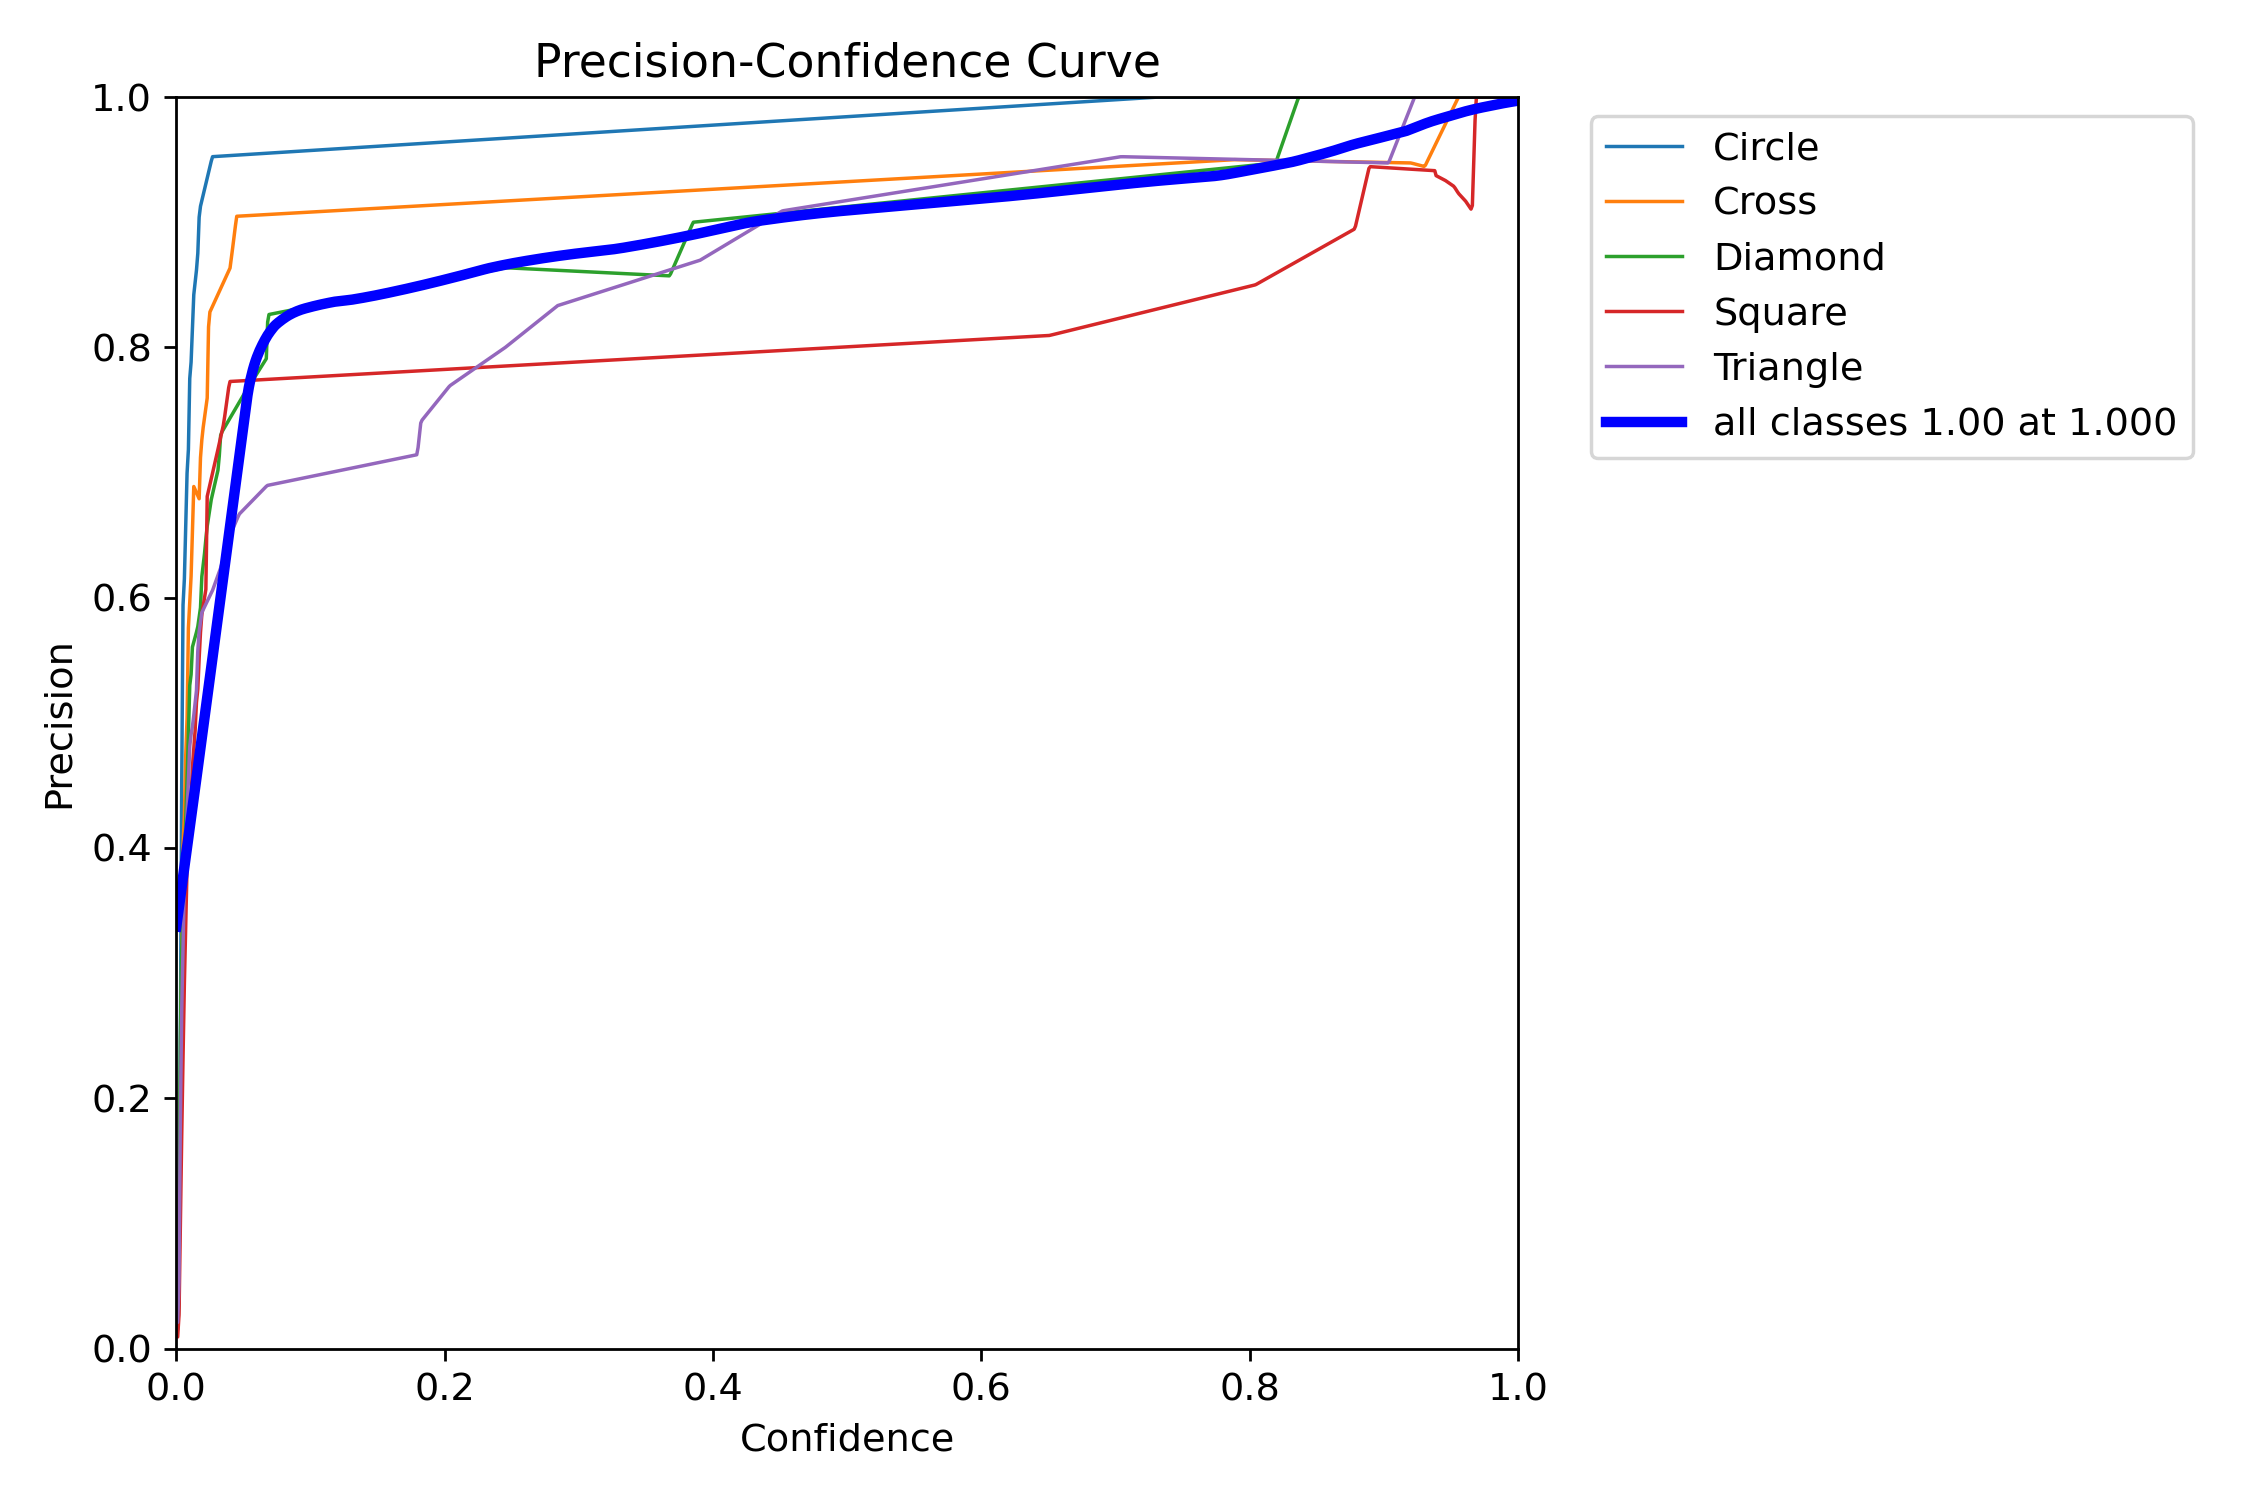 Precision-Confidence Curve
1.0
0.8
0.6
0.4
0.2
0.0
Precision
0.0 0.2 0.4 0.6 0.8 1.0
Confidence
Circle
Cross
Diamond
Square
Triangle
all classes 1.00 at 1.000